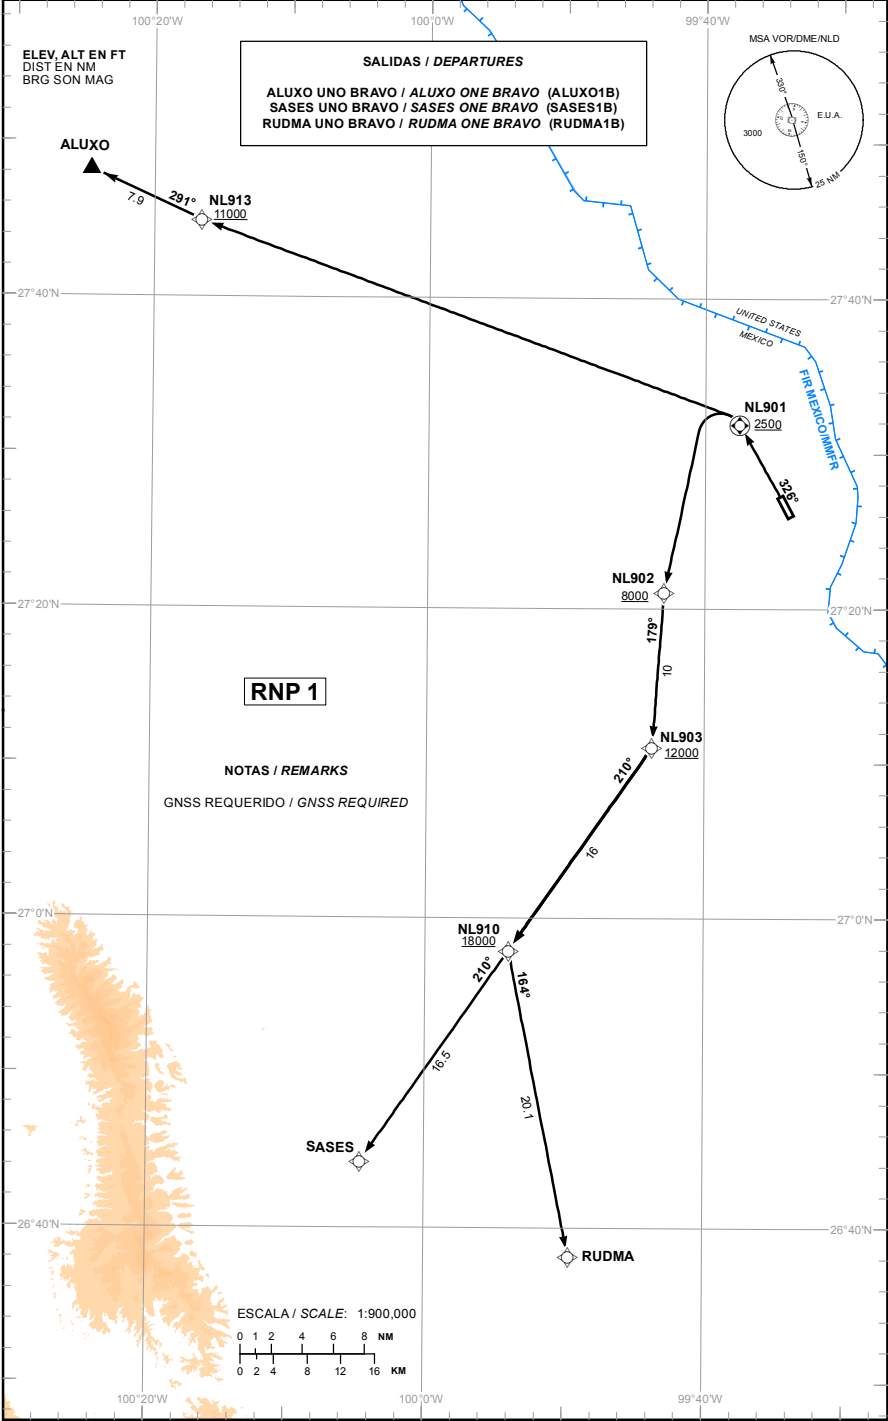 100°20'W
100°0'W
99°40'W
ELEV, ALT EN FT
DIST EN NM
BRG SON MAG
SALIDAS / DEPARTURES
ALUXO UNO BRAVO / ALUXO ONE BRAVO (ALUXO1B)
SASES UNO BRAVO / SASES ONE BRAVO (SASES1B)
RUDMA UNO BRAVO / RUDMA ONE BRAVO (RUDMA1B)
MSA VOR/DME/NLD
330°
E.U.A.
3000
150°
25 NM
ALUXO
7.9
291°
NL913
11000
27°40'N
27°40'N
UNITED STATES
MEXICO
FIR MEXICO/MMFR
NL901
2500
326°
NL902
8000
27°20'N
27°20'N
179°
10
RNP 1
NL903
12000
210°
NOTAS / REMARKS
GNSS REQUERIDO / GNSS REQUIRED
16
27°0'N
27°0'N
NL910
18000
210°
164°
16.5
20.1
SASES
26°40'N
26°40'N
RUDMA
ESCALA / SCALE: 1:900,000
0 1 2 4 6 8 NM
0 2 4 8 12 16 KM
100°20'W
100°0'W
99°40'W